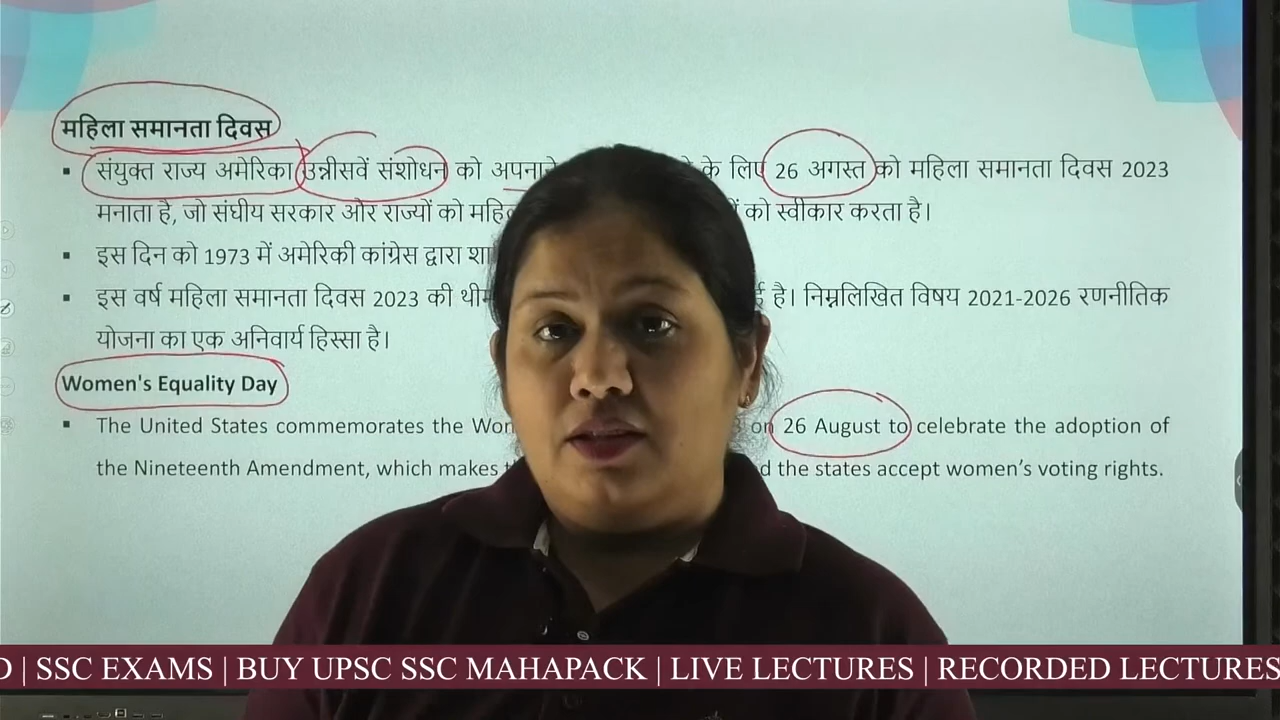 महिला समानता दिवस
▪ संयुक्त राज्य अमेरिका उन्नीसवें संशोधन को अपनाने के लिए 26 अगस्त को महिला समानता दिवस 2023
मनाता है, जो संघीय सरकार और राज्यों को को स्वीकार करता है।
▪ इस दिन को 1973 में अमेरिकी कांग्रेस द्वारा
▪ इस वर्ष महिला समानता दिवस 2023 की है। निम्नलिखित विषय 2021-2026 रणनीतिक
योजना का एक अनिवार्य हिस्सा है।
Women's Equality Day
▪ The United States commemorates the on 26 August to celebrate the adoption of
the Nineteenth Amendment, which makes the states accept women's voting rights.
| SSC EXAMS | BUY UPSC SSC MAHAPACK | LIVE LECTURES | RECORDED LECTURES